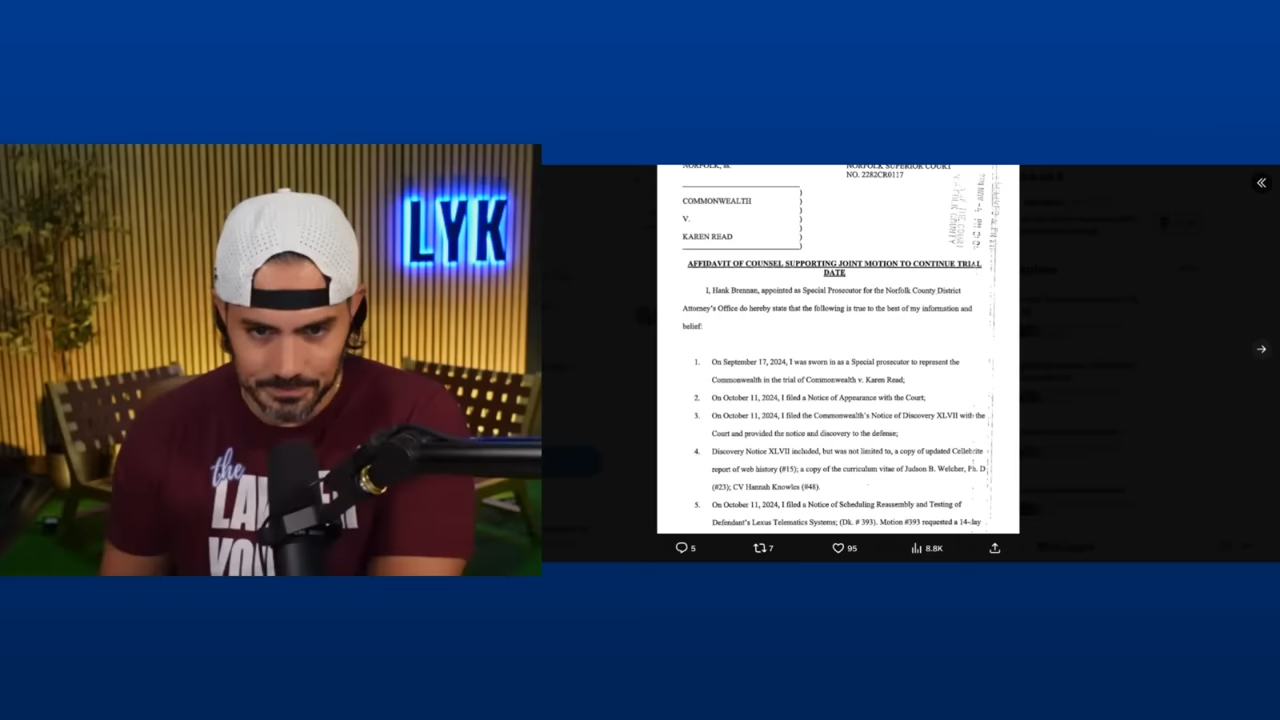 LYK
the
LAW
YOU
NORFOLK, ss.
NORFOLK SUPERIOR COURT
NO. 2282CR0117
COMMONWEALTH
V.
KAREN READ
AFFIDAVIT OF COUNSEL SUPPORTING JOINT MOTION TO CONTINUE TRIAL
DATE
I, Hank Brennan, appointed as Special Prosecutor for the Norfolk County District
Attorney's Office do hereby state that the following is true to the best of my information and
belief:
1. On September 17, 2024, I was sworn in as a Special prosecutor to represent the
Commonwealth in the trial of Commonwealth v. Karen Read;
2. On October 11, 2024, I filed a Notice of Appearance with the Court;
3. On October 11, 2024, I filed the Commonwealth's Notice of Discovery XLVII with the
Court and provided the notice and discovery to the defense;
4. Discovery Notice XLVII included, but was not limited to, a copy of updated Cellebrite
report of web history (#15); a copy of the curriculum vitae of Judson B. Welcher, Ph. D
(#23); CV Hannah Knowles (#48).
5. On October 11, 2024, I filed a Notice of Scheduling Reassembly and Testing of
Defendant's Lexus Telematics Systems; (Dk. # 393). Motion #393 requested a 14-day
5 7 95 8.8K